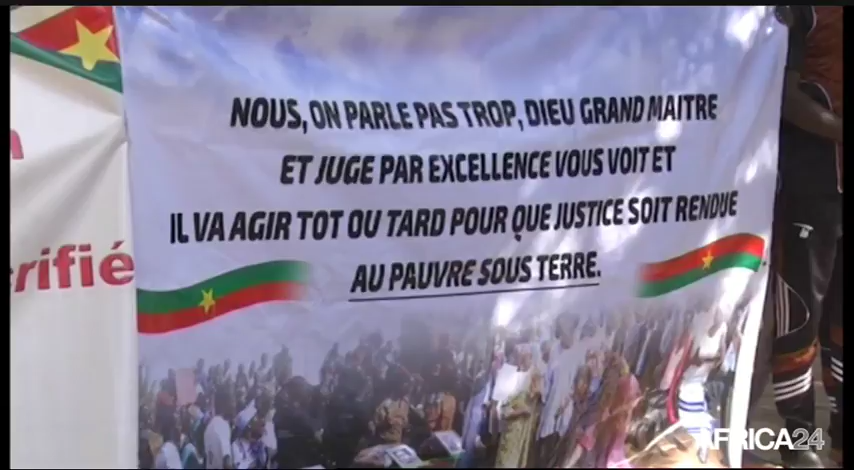 NOUS, ON PARLE PAS TROP, DIEU GRAND MAITRE
ET JUGE PAR EXCELLENCE VOUS VOIT ET
IL VA AGIR TOT OU TARD POUR QUE JUSTICE SOIT RENDUE
AU PAUVRE SOUS TERRE.
rifié
AFRICA24